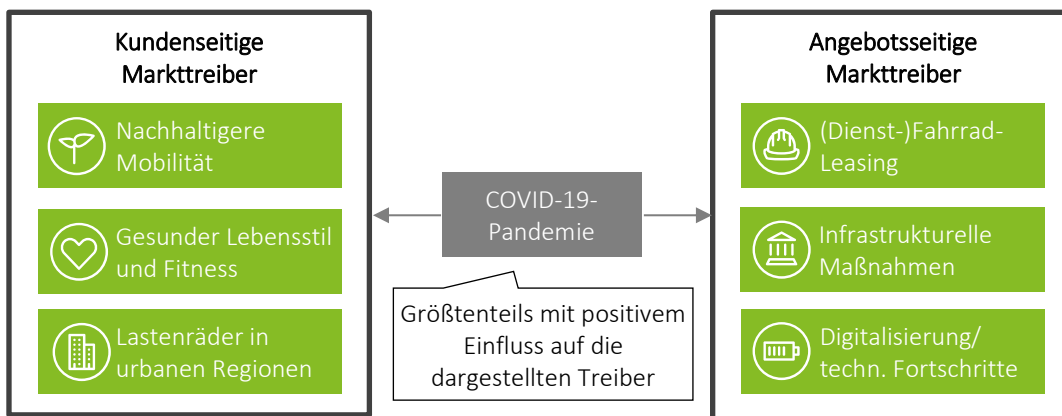 Kundenseitige
Markttreiber
Nachhaltigere
Mobilität
Gesunder Lebensstil
und Fitness
Lastenräder in
urbanen Regionen
COVID-19-
Pandemie
Größtenteils mit positivem
Einfluss auf die
dargestellten Treiber
Angebotsseitige
Markttreiber
(Dienst-)Fahrrad-
Leasing
Infrastrukturelle
Maßnahmen
Digitalisierung/
techn. Fortschritte